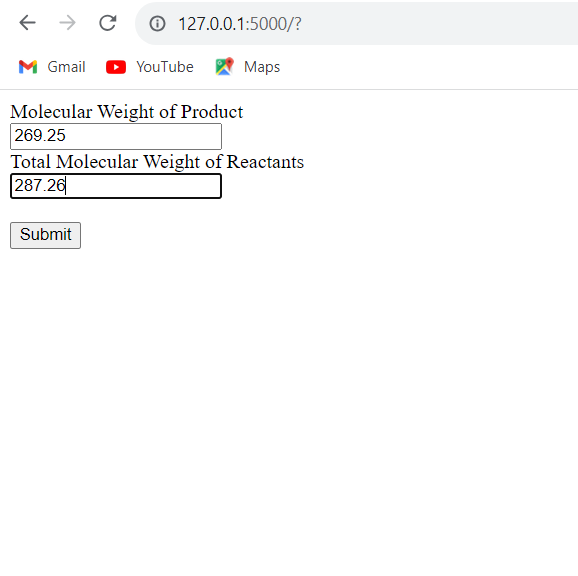 127.0.0.1:5000/?
Gmail YouTube Maps
Molecular Weight of Product
269.25
Total Molecular Weight of Reactants
287.26
Submit